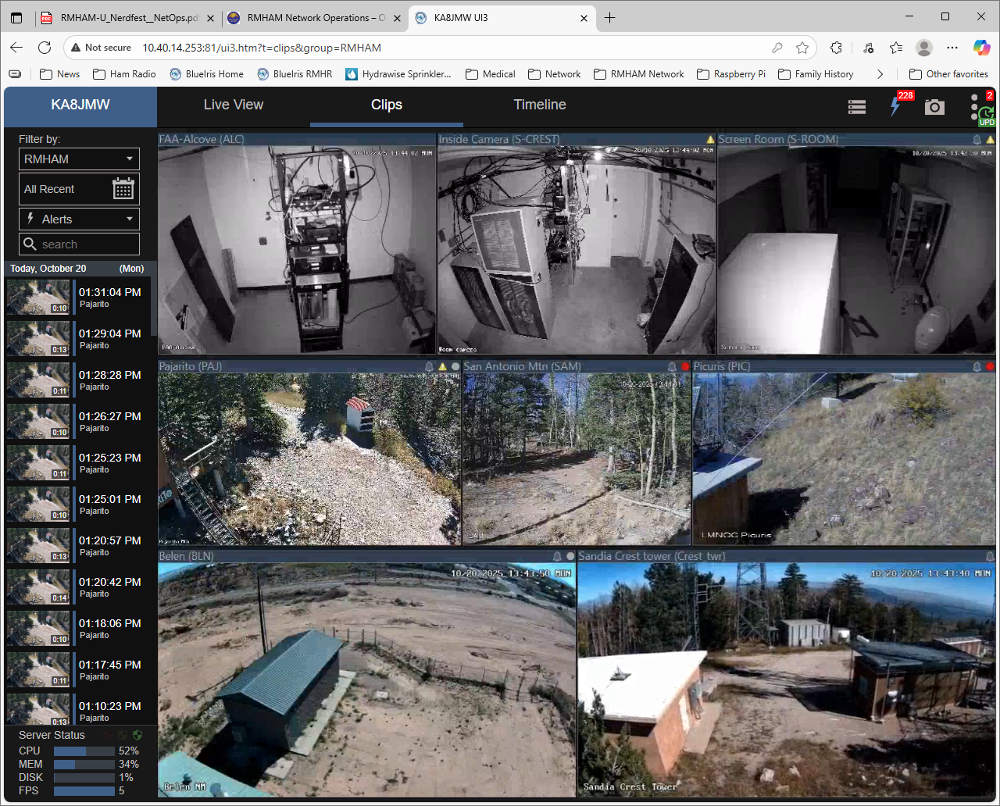 RMHAM-U_Nerdfest__NetOps.pdf
RMHAM Network Operations – O
KA8JMW UI3
Not secure
10.40.14.253:81/ui3.htm?t=clips&group=RMHAM
News
Ham Radio
BlueIris Home
BlueIris RMHR
Hydrawise Sprinkler...
Medical
Network
RMHAM Network
Raspberry Pi
Family History
Other favorites
KA8JMW
Live View
Clips
Timeline
228
2
UPD
Filter by:
RMHAM
All Recent
Alerts
search
Today, October 20 (Mon)
0:10
01:31:04 PM
Pajarito
0:13
01:29:04 PM
Pajarito
0:11
01:28:28 PM
Pajarito
0:10
01:26:27 PM
Pajarito
0:11
01:25:23 PM
Pajarito
0:10
01:25:01 PM
Pajarito
0:13
01:20:57 PM
Pajarito
0:14
01:20:42 PM
Pajarito
0:10
01:18:06 PM
Pajarito
0:11
01:17:45 PM
Pajarito
0:13
01:10:23 PM
Pajarito
Server Status
CPU 52%
MEM 34%
DISK 1%
FPS 5
FAA-Alcove (ALC)
20/10/2025 13:44:02 MON
FAA-Alcove
Inside Camera (S-CREST)
20/10/2025 13:44:02 MON
Room camera
Screen Room (S-ROOM)
10/20/2025 13:42:30 MON
Screen Room
Pajarito (PAJ)
Pajarito Mtn
San Antonio Mtn (SAM)
Picuris (PIC)
LMNOC Picuris
Belen (BLN)
10/20/2025 13:43:50 MON
Belen NM
Sandia Crest tower (Crest_twr)
10/20/2025 13:43:40 MON
Sandia Crest Tower